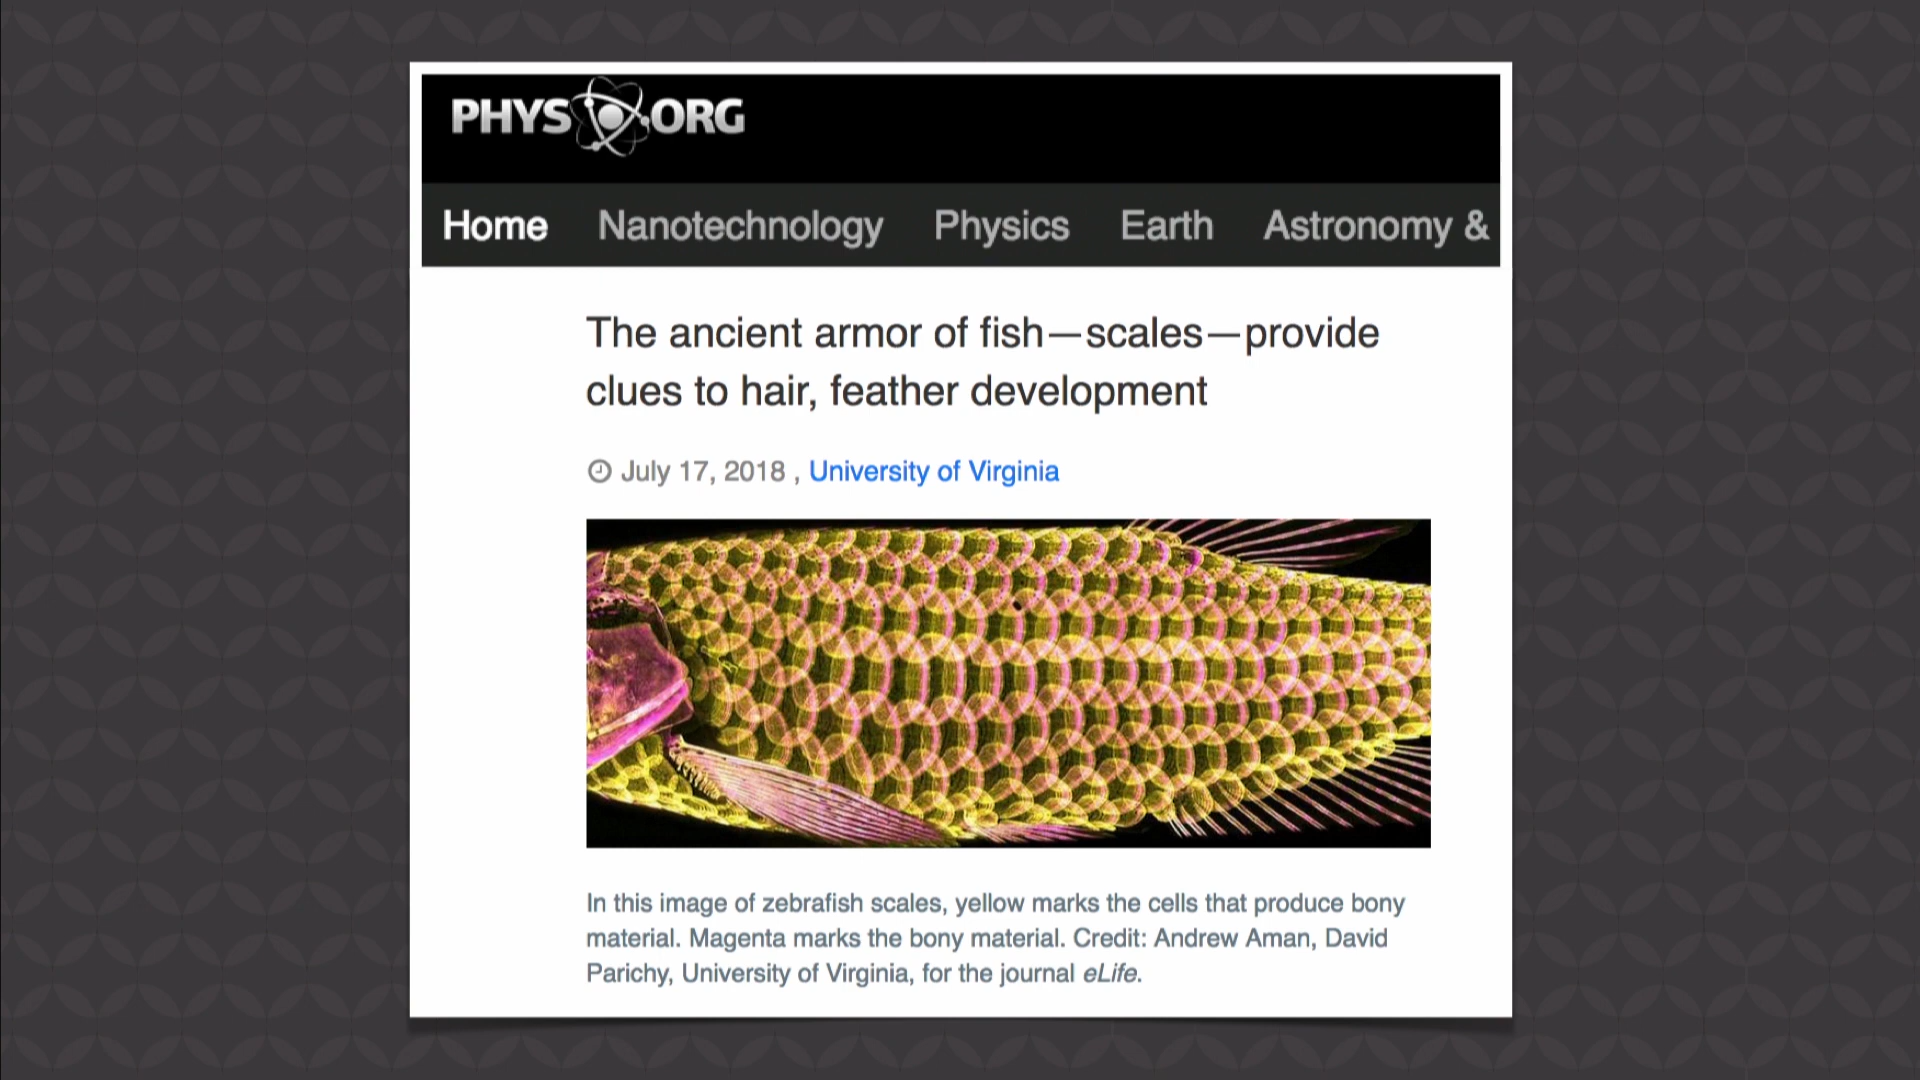 PHYS ORG
Home Nanotechnology Physics Earth Astronomy &
The ancient armor of fish—scales—provide
clues to hair, feather development
July 17, 2018 , University of Virginia
In this image of zebrafish scales, yellow marks the cells that produce bony
material. Magenta marks the bony material. Credit: Andrew Aman, David
Parichy, University of Virginia, for the journal eLife.